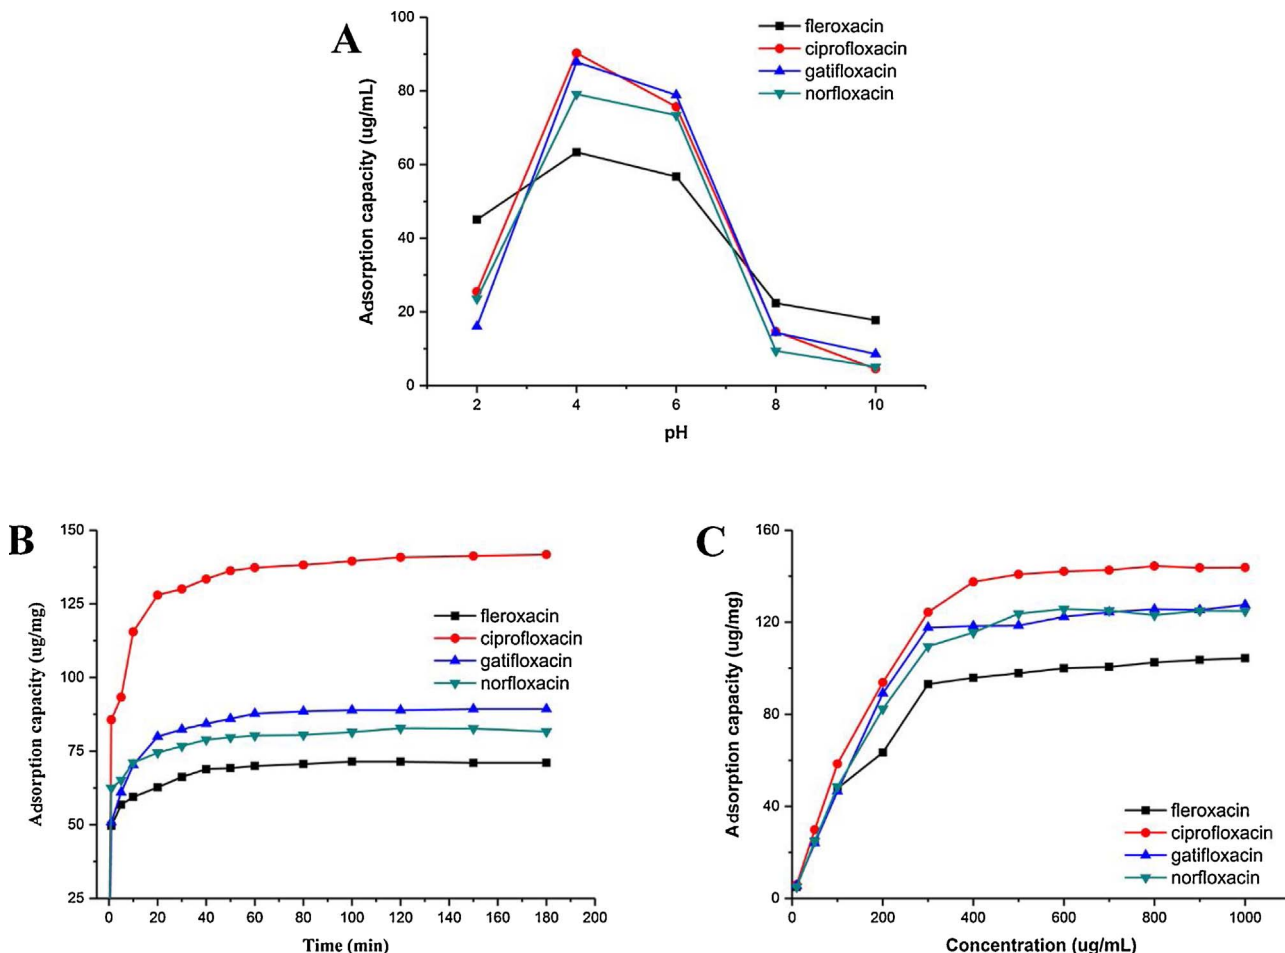 A
100
80
60
40
20
0
Adsorption capacity (ug/mL)
2 4 6 8 10
pH
fleroxacin
ciprofloxacin
gatifloxacin
norfloxacin
B
150
125
100
75
50
25
Adsorption capacity (ug/mg)
0 20 40 60 80 100 120 140 160 180 200
Time (min)
fleroxacin
ciprofloxacin
gatifloxacin
norfloxacin
C
160
120
80
40
0
Adsorption capacity (ug/mg)
0 200 400 600 800 1000
Concentration (ug/mL)
fleroxacin
ciprofloxacin
gatifloxacin
norfloxacin